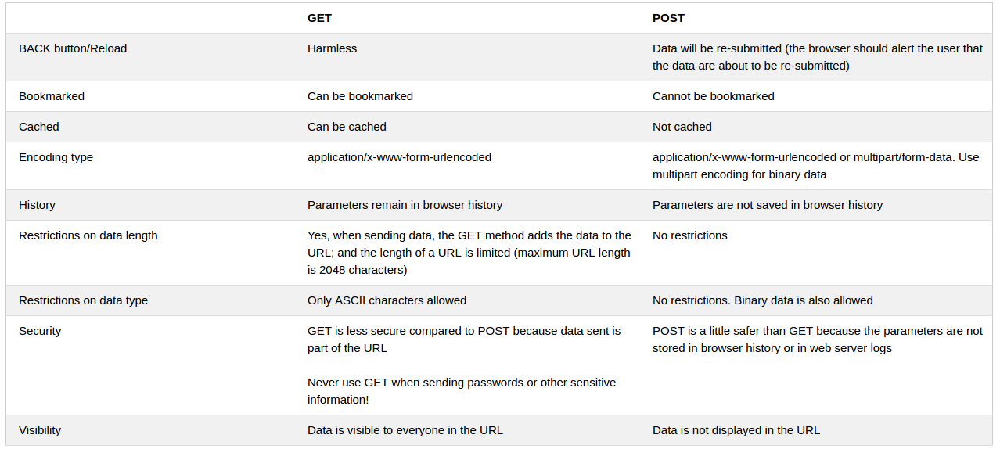 GET POST
BACK button/Reload Harmless Data will be re-submitted (the browser should alert the user that
the data are about to be re-submitted)
Bookmarked Can be bookmarked Cannot be bookmarked
Cached Can be cached Not cached
Encoding type application/x-www-form-urlencoded application/x-www-form-urlencoded or multipart/form-data. Use
multipart encoding for binary data
History Parameters remain in browser history Parameters are not saved in browser history
Restrictions on data length Yes, when sending data, the GET method adds the data to the No restrictions
URL; and the length of a URL is limited (maximum URL length
is 2048 characters)
Restrictions on data type Only ASCII characters allowed No restrictions. Binary data is also allowed
Security GET is less secure compared to POST because data sent is POST is a little safer than GET because the parameters are not
part of the URL stored in browser history or in web server logs
Never use GET when sending passwords or other sensitive
information!
Visibility Data is visible to everyone in the URL Data is not displayed in the URL